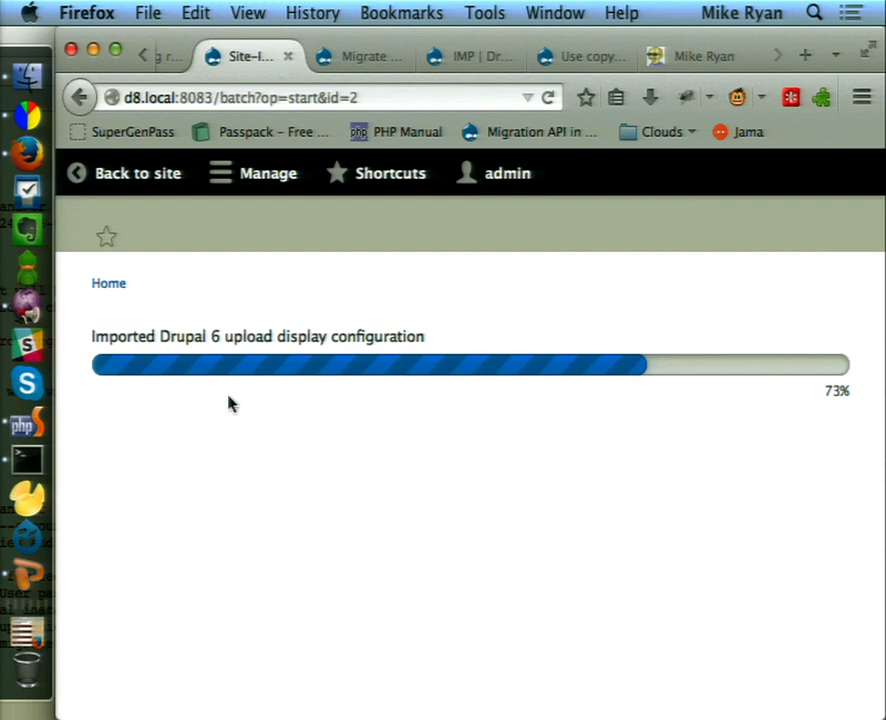 Firefox File Edit View History Bookmarks Tools Window Help Mike Ryan
g r... Site-I... Migrate ... IMP | Dr... Use copy... Mike Ryan
d8.local:8083/batch?op=start&id=2
SuperGenPass Passpack - Free ... php PHP Manual Migration API in ... Clouds Jama
Back to site Manage Shortcuts admin
Home
Imported Drupal 6 upload display configuration
73%
S
S
php